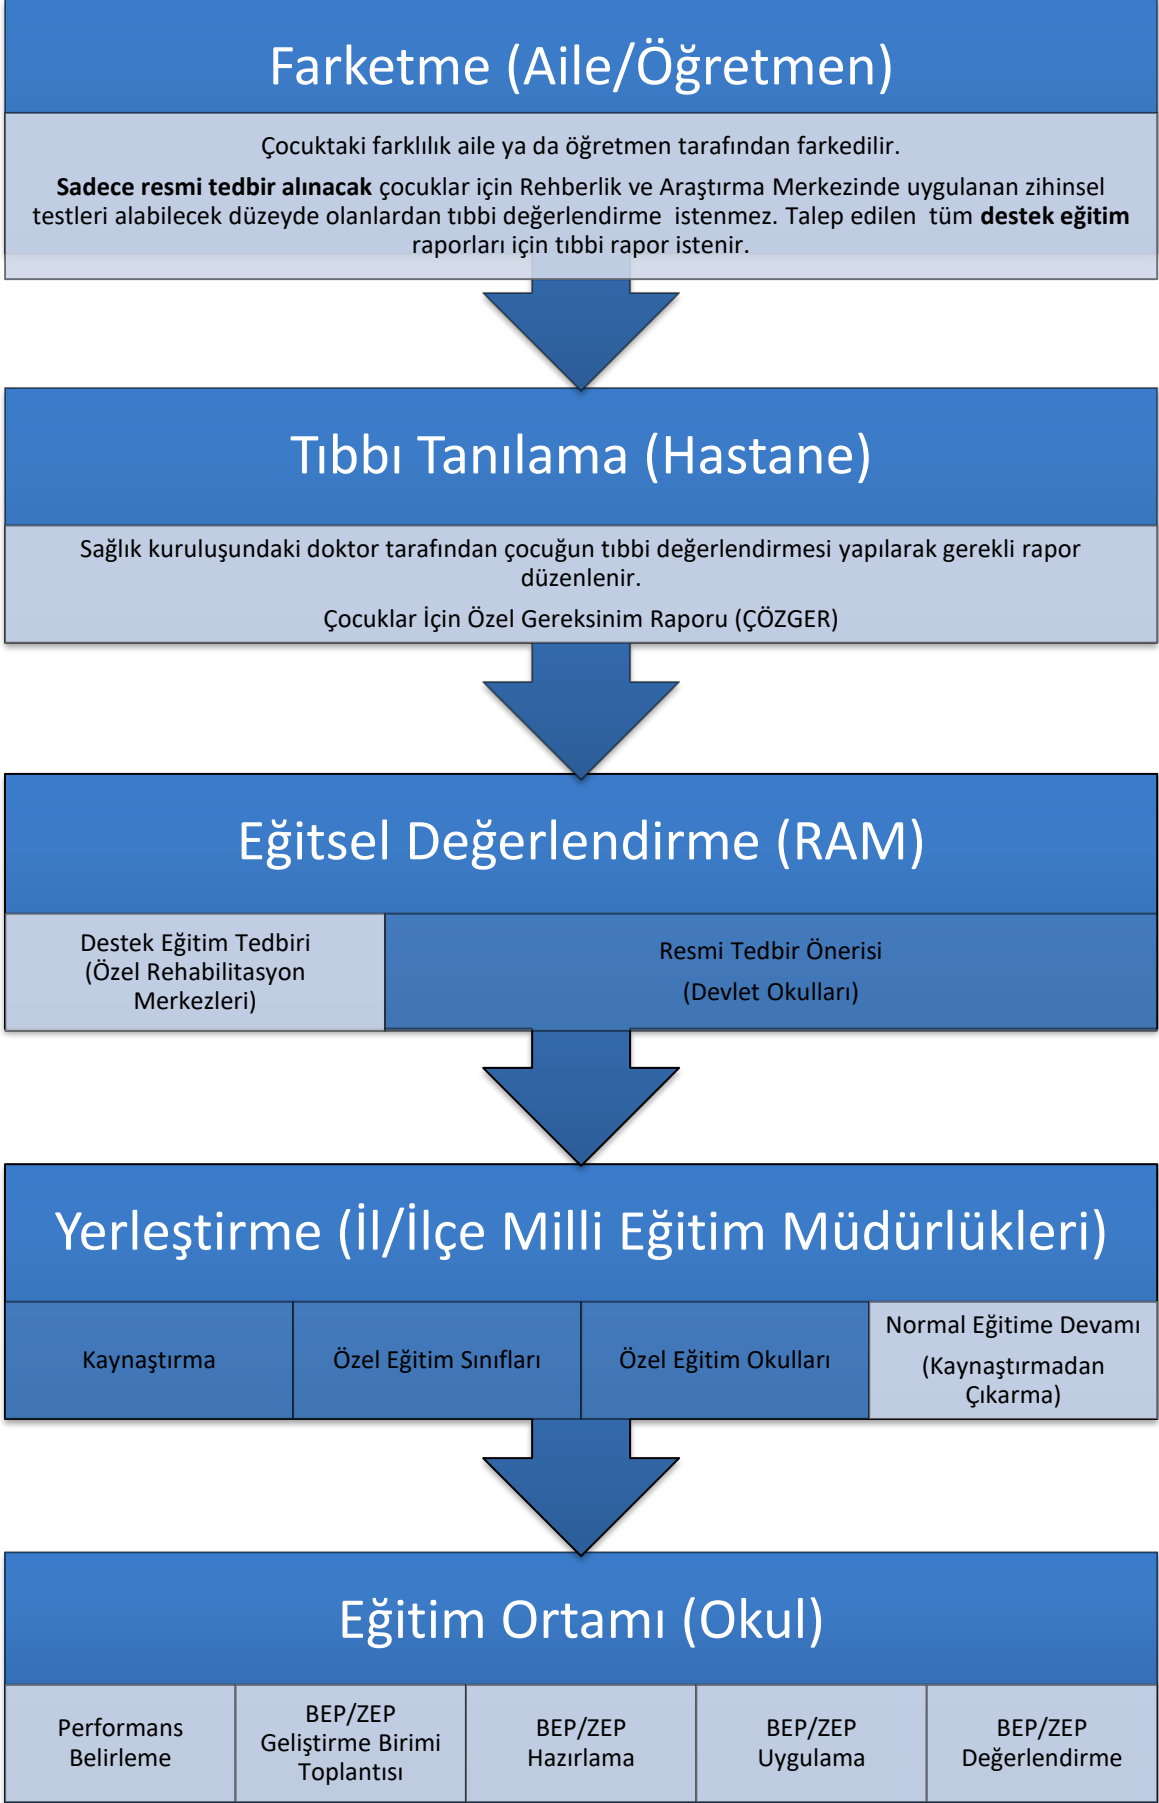 Farketme (Aile/Öğretmen)
Çocuktaki farklılık aile ya da öğretmen tarafından farkedilir.
Sadece resmi tedbir alınacak çocuklar için Rehberlik ve Araştırma Merkezinde uygulanan zihinsel
testleri alabilecek düzeyde olanlardan tıbbi değerlendirme istenmez. Talep edilen tüm destek eğitim
raporları için tıbbi rapor istenir.
Tıbbı Tanılama (Hastane)
Sağlık kuruluşundaki doktor tarafından çocuğun tıbbi değerlendirmesi yapılarak gerekli rapor
düzenlenir.
Çocuklar İçin Özel Gereksinim Raporu (ÇÖZGER)
Eğitsel Değerlendirme (RAM)
Destek Eğitim Tedbiri
(Özel Rehabilitasyon
Merkezleri)
Resmi Tedbir Önerisi
(Devlet Okulları)
Yerleştirme (İl/İlçe Milli Eğitim Müdürlükleri)
Kaynaştırma
Özel Eğitim Sınıfları
Özel Eğitim Okulları
Normal Eğitime Devamı
(Kaynaştırmadan
Çıkarma)
Eğitim Ortamı (Okul)
Performans
Belirleme
BEP/ZEP
Geliştirme Birimi
Toplantısı
BEP/ZEP
Hazırlama
BEP/ZEP
Uygulama
BEP/ZEP
Değerlendirme